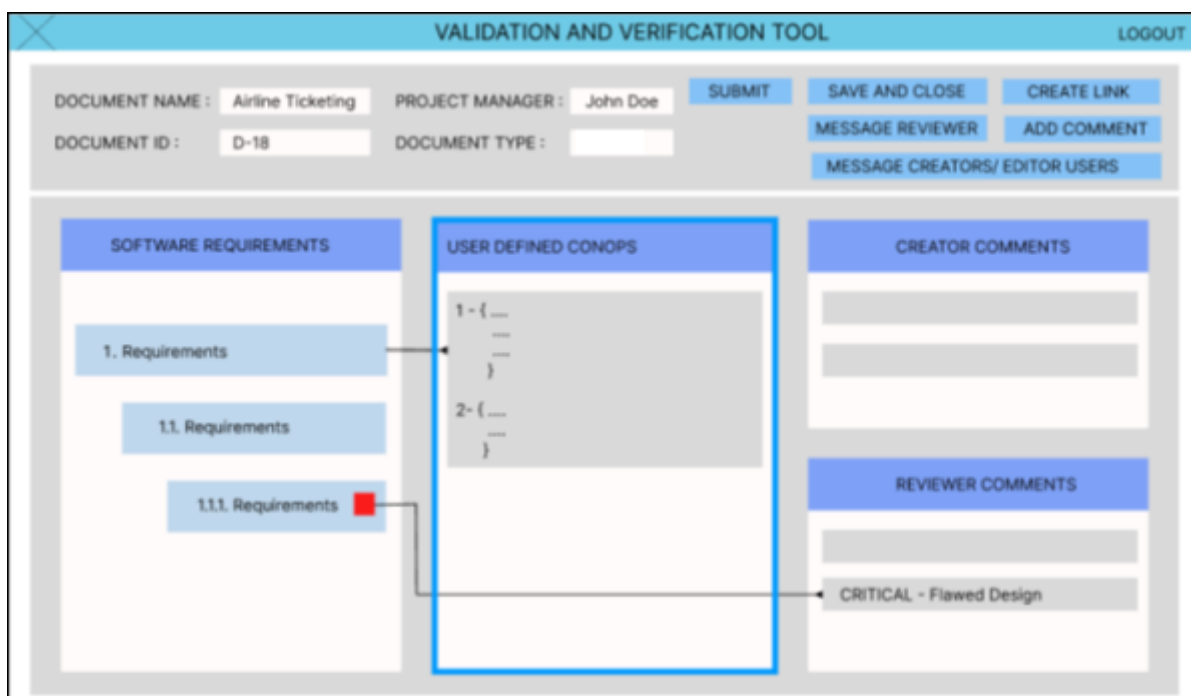 VALIDATION AND VERIFICATION TOOL
LOGOUT
DOCUMENT NAME : Airline Ticketing
PROJECT MANAGER : John Doe
SUBMIT
SAVE AND CLOSE
CREATE LINK
DOCUMENT ID : D-18
DOCUMENT TYPE :
MESSAGE REVIEWER
ADD COMMENT
MESSAGE CREATORS/ EDITOR USERS
SOFTWARE REQUIREMENTS
1. Requirements
1.1. Requirements
1.1.1. Requirements
USER DEFINED CONOPS
1 - { ....
....
....
}
2- { ....
....
}
CREATOR COMMENTS
REVIEWER COMMENTS
CRITICAL - Flawed Design